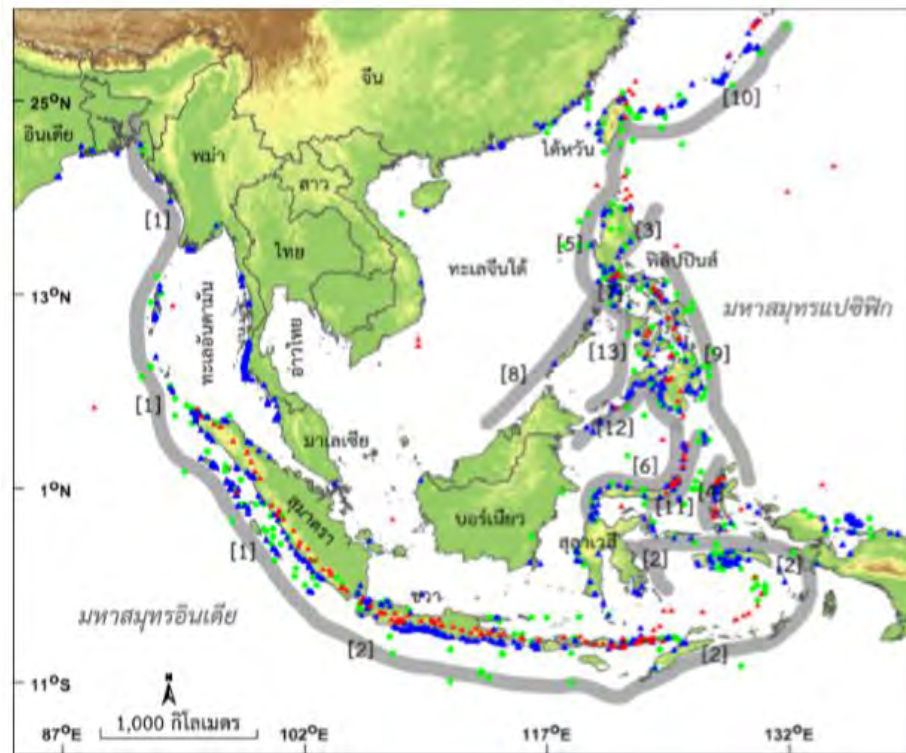 จีน
25°N
[10]
อินเดีย
พม่า
ไต้หวัน
ลาว
[1]
[5]
[3]
ไทย
ฟิลิปปินส์
ทะเลจีนใต้
13°N
มหาสมุทรแปซิฟิก
ทะเลอันดามัน
อ่าวไทย
[13]
[9]
[8]
[1]
[12]
มาเลเซีย
[6]
1°N
[4]
[11]
บอร์เนียว
สุมาตรา
สุลาเวสี
[1]
[2]
[2]
ชวา
มหาสมุทรอินเดีย
[2]
[2]
11°S
N
1,000 กิโลเมตร
87°E
102°E
117°E
132°E